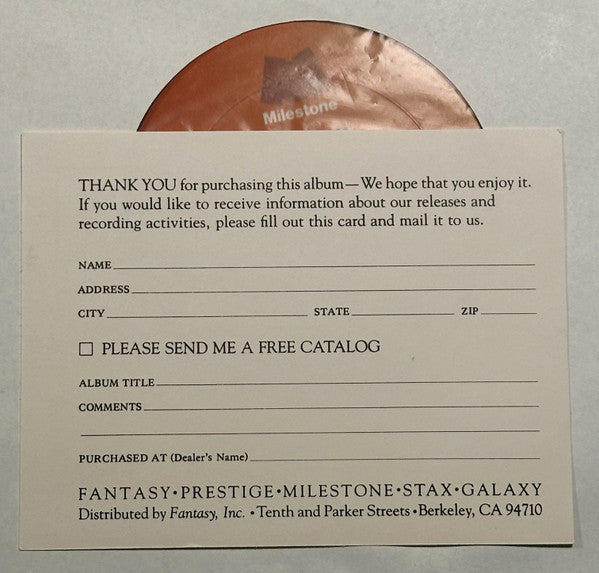 Milestone
THANK YOU for purchasing this album—We hope that you enjoy it.
If you would like to receive information about our releases and
recording activities, please fill out this card and mail it to us.
NAME
ADDRESS
CITY STATE ZIP
PLEASE SEND ME A FREE CATALOG
ALBUM TITLE
COMMENTS
PURCHASED AT (Dealer's Name)
FANTASY•PRESTIGE•MILESTONE•STAX•GALAXY
Distributed by Fantasy, Inc. •Tenth and Parker Streets•Berkeley, CA 94710